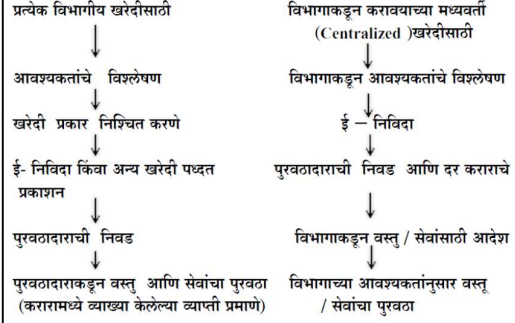 प्रत्येक विभागीय खरेदीसाठी
आवश्यकतांचे विश्लेषण
खरेदी प्रकार निश्चित करणे
ई- निविदा किंवा अन्य खरेदी पध्दत
प्रकाशन
पुरवठादाराची निवड
पुरवठादाराकडून वस्तु आणि सेवांचा पुरवठा
(करारामध्ये व्याख्या केलेल्या व्याप्ती प्रमाणे)
विभागाकडून करावयाच्या मध्यवर्ती
(Centralized )खरेदीसाठी
विभागाकडून आवश्यकतांचे विश्लेषण
ई – निविदा
पुरवठादाराची निवड आणि दर कराराचे
विभागाकडून वस्तु / सेवांसाठी आदेश
विभागाच्या आवश्यकतांनुसार वस्तू
/ सेवांचा पुरवठा